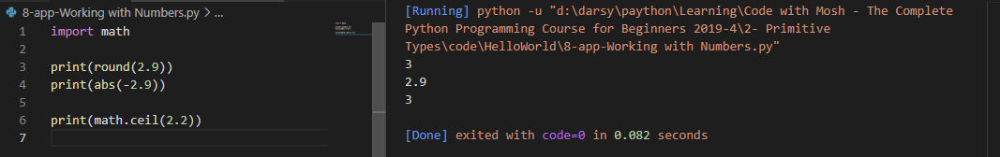 8-app-Working with Numbers.py > ...
1 import math
2
3 print(round(2.9))
4 print(abs(-2.9))
5
6 print(math.ceil(2.2))
7
[Running] python -u "d:\darsy\paython\Learning\Code with Mosh - The Complete
Python Programming Course for Beginners 2019-4\2- Primitive
Types\code\HelloWorld\8-app-Working with Numbers.py"
3
2.9
3
[Done] exited with code=0 in 0.082 seconds